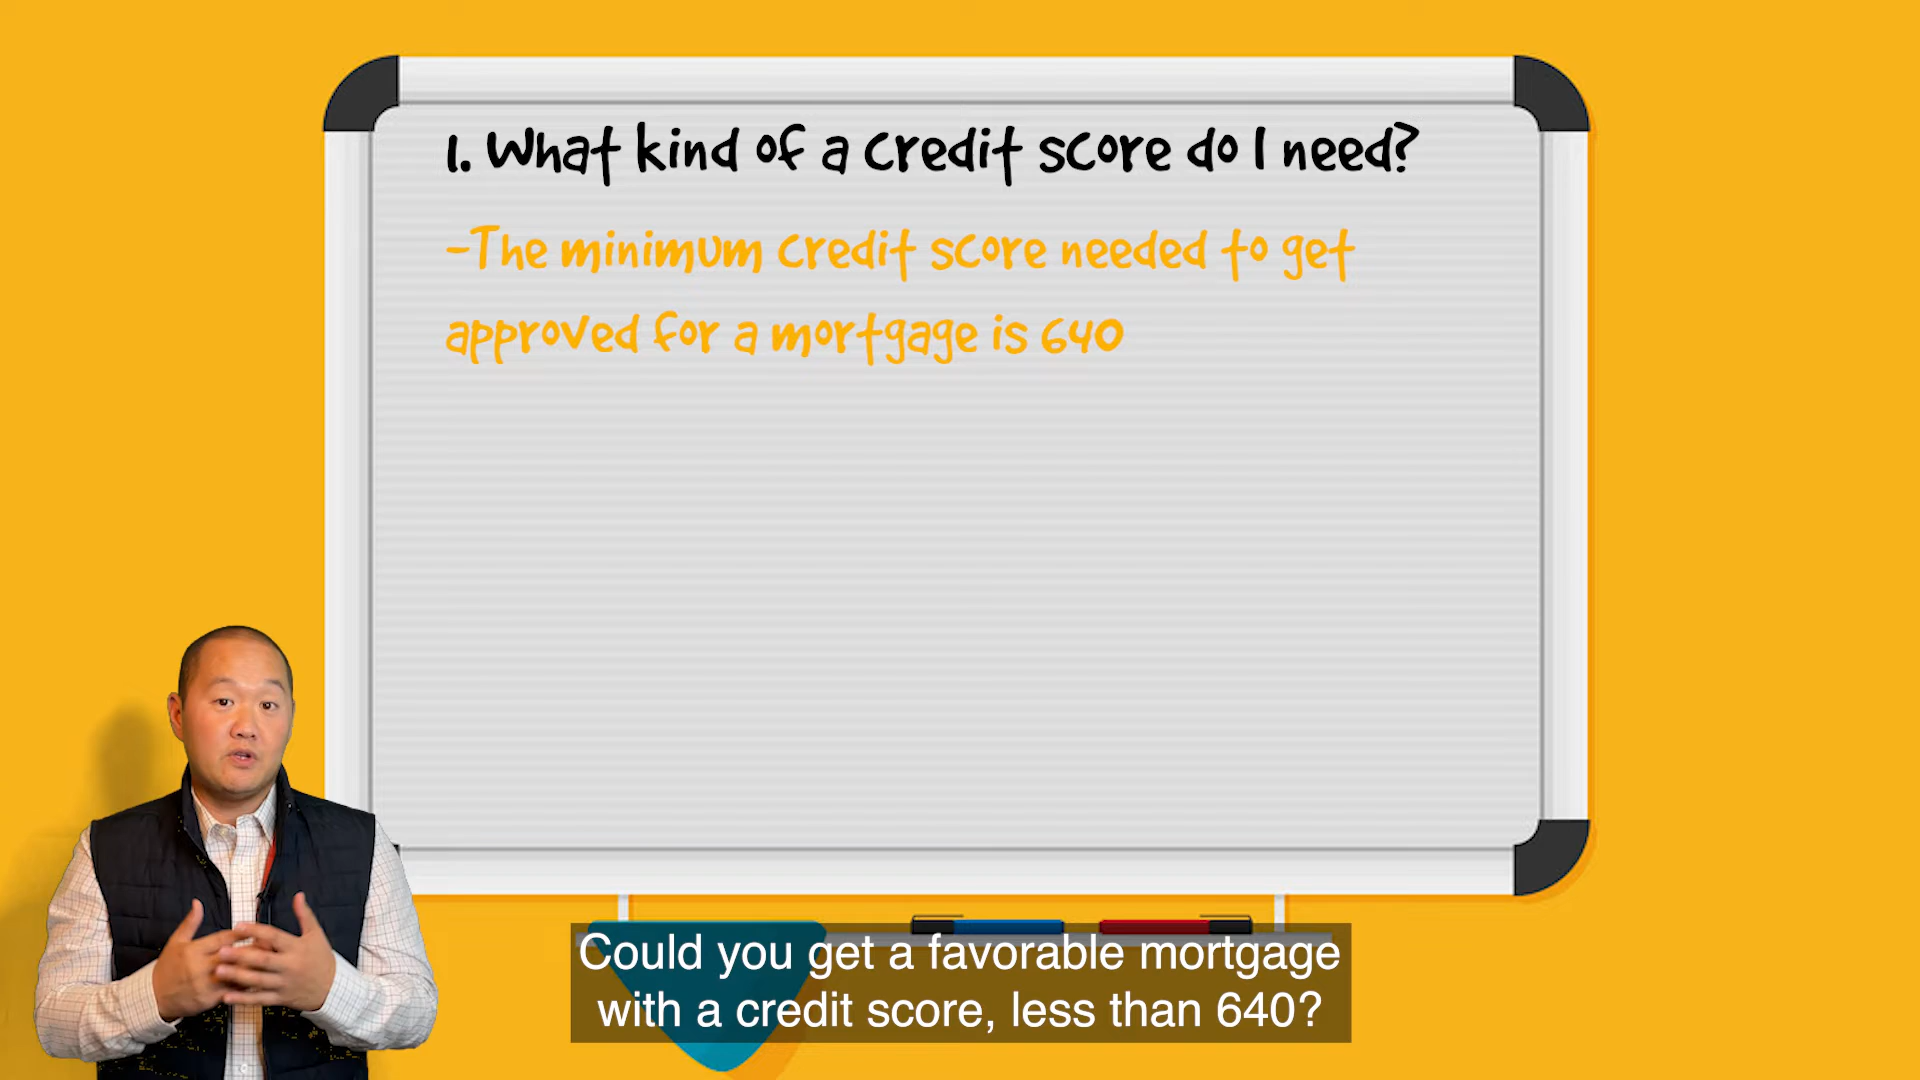 1. What kind of a credit score do I need?
-The minimum credit score needed to get
approved for a mortgage is 640
Could you get a favorable mortgage
with a credit score, less than 640?